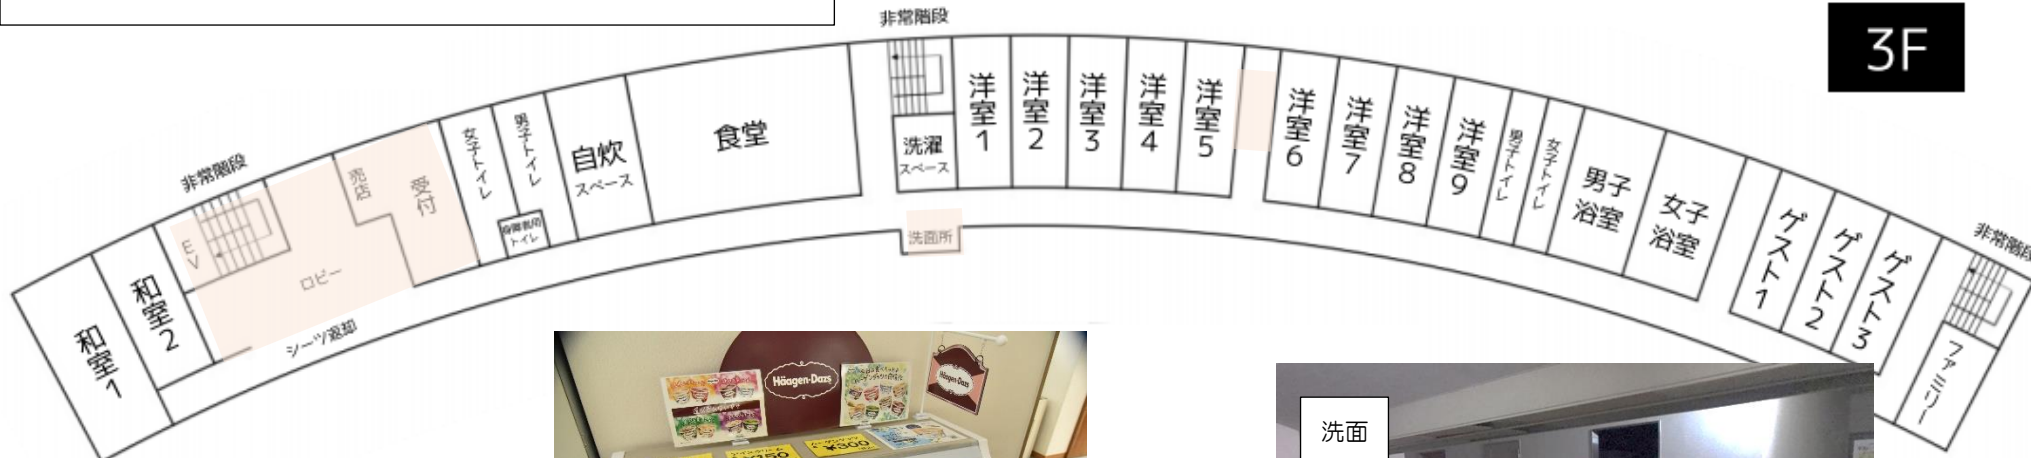 3F
非常階段
和室1
和室2
EV
ロビー
シーツ返却
非常階段
売店
受付
女子トイレ
男子トイレ
トイレ
自炊
スペース
食堂
非常階段
洗濯
スペース
洗面所
洋室1
洋室2
洋室3
洋室4
洋室5
洋室6
洋室7
洋室8
洋室9
男子トイレ
女子トイレ
男子
浴室
女子
浴室
ゲスト1
ゲスト2
ゲスト3
ファミリー
Häagen-Dazs
Häagen-Dazs
¥300
洗面